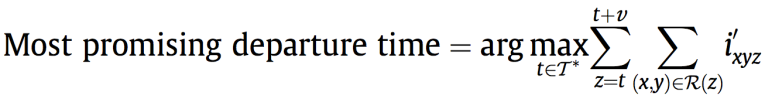 Most promising departure time = arg max_{t∈𝒯*} ∑_{z=t}^{t+υ} ∑_{(x,y)∈ℛ(z)} i′_{xyz}